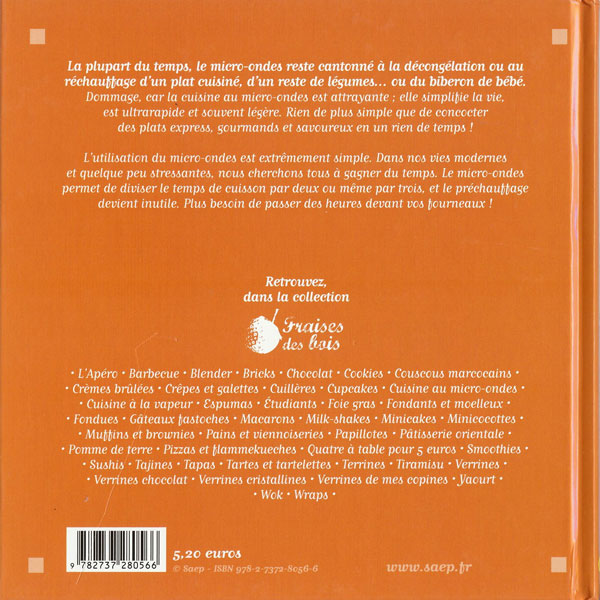 La plupart du temps, le micro-ondes reste cantonné à la décongélation ou au
réchauffage d'un plat cuisiné, d'un reste de légumes... ou du biberon de bébé.
Dommage, car la cuisine au micro-ondes est attrayante ; elle simplifie la vie,
est ultrarapide et souvent légère. Rien de plus simple que de concocter
des plats express, gourmands et savoureux en un rien de temps !
L'utilisation du micro-ondes est extrêmement simple. Dans nos vies modernes
et quelque peu stressantes, nous cherchons tous à gagner du temps. Le micro-ondes
permet de diviser le temps de cuisson par deux ou même par trois, et le préchauffage
devient inutile. Plus besoin de passer des heures devant vos fourneaux !
Retrouvez,
dans la collection
Fraises
des bois
• L'Apéro • Barbecue • Blender • Bricks • Chocolat • Cookies • Couscous marcocains •
• Crèmes brûlées • Crêpes et galettes • Cuillères • Cupcakes • Cuisine au micro-ondes •
• Cuisine à la vapeur • Espumas • Étudiants • Foie gras • Fondants et moelleux •
• Fondues • Gâteaux fastoches • Macarons • Milk-shakes • Minicakes • Minicocottes •
• Muffins et brownies • Pains et viennoiseries • Papillotes • Pâtisserie orientale •
• Pomme de terre • Pizzas et flammekueches • Quatre à table pour 5 euros • Smoothies •
• Sushis • Tajines • Tapas • Tartes et tartelettes • Terrines • Tiramisu • Verrines •
• Verrines chocolat • Verrines cristallines • Verrines de mes copines • Yaourt •
• Wok • Wraps •
9 782737 280566
5,20 euros
© Saep - ISBN 978-2-7372-8056-6
www.saep.fr